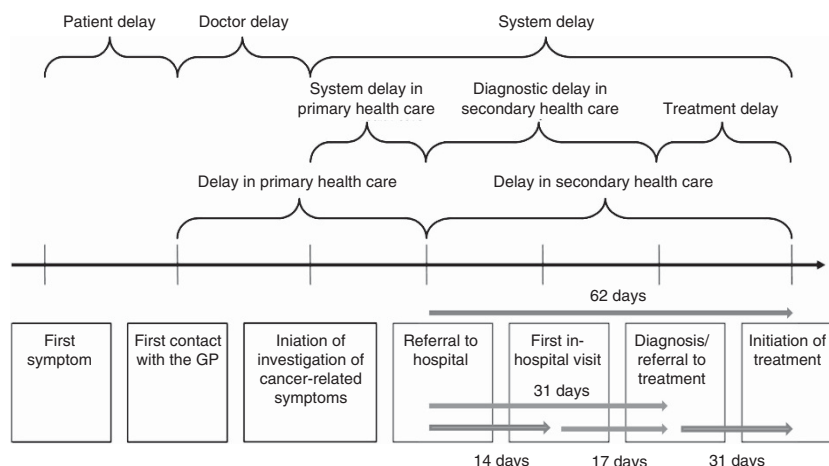 Patient delay
Doctor delay
System delay
System delay in
primary health care
Diagnostic delay in
secondary health care
Treatment delay
Delay in primary health care
Delay in secondary health care
62 days
First
symptom
First contact
with the GP
Iniation of
investigation of
cancer-related
symptoms
Referral to
hospital
First in-
hospital visit
Diagnosis/
referral to
treatment
Initiation of
treatment
31 days
14 days
17 days
31 days